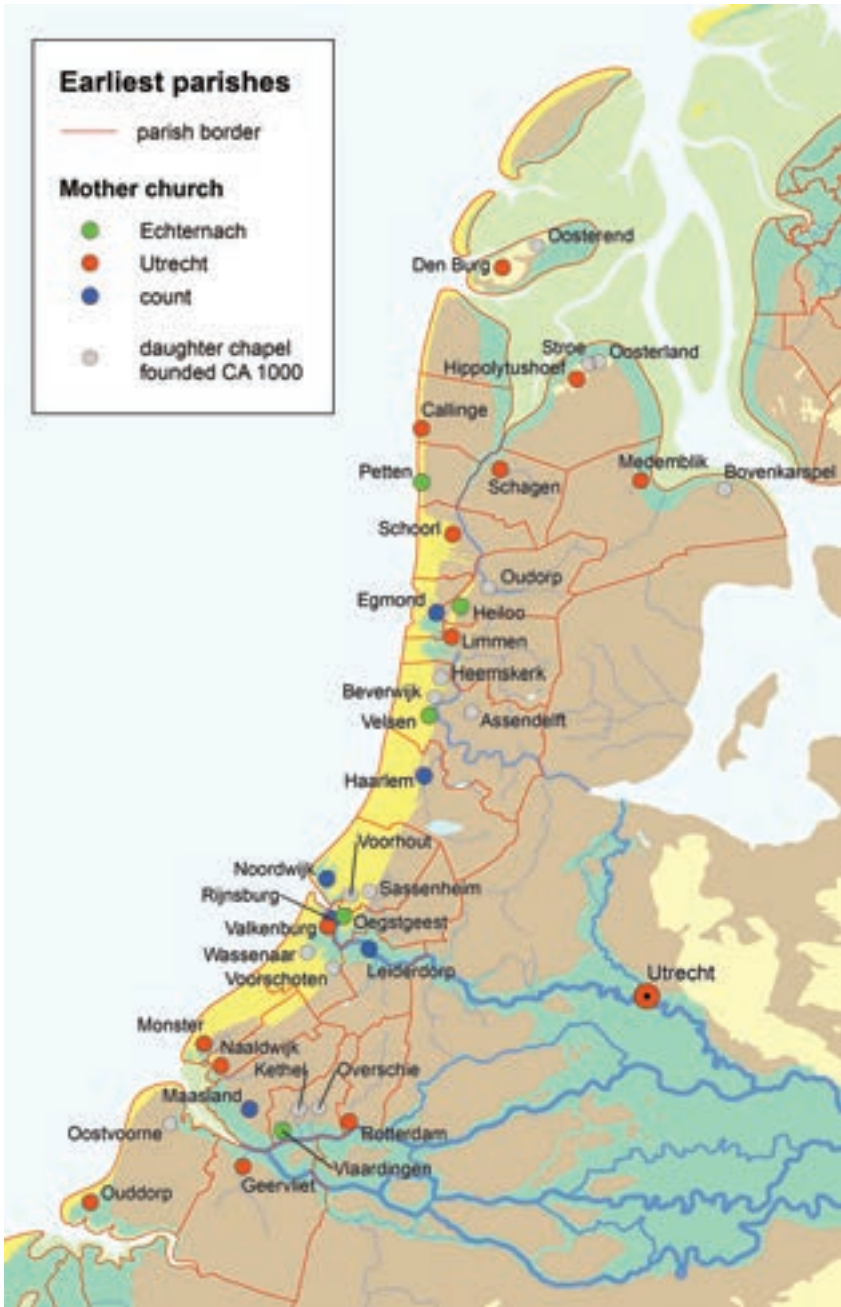 Earliest parishes
parish border
Mother church
Echternach
Utrecht
count
daughter chapel
founded CA 1000
Oosterend
Den Burg
Stroe
Oosterland
Hippolytushoef
Callinge
Petten
Schagen
Medemblik
Bovenkarspel
Schoorl
Oudorp
Egmond
Heiloo
Limmen
Heemskerk
Beverwijk
Velsen
Assendelft
Haarlem
Voorhout
Noordwijk
Sassenheim
Rijnsburg
Oegstgeest
Valkenburg
Wassenaar
Leiderdorp
Voorschoten
Utrecht
Monster
Naaldwijk
Kethel
Overschie
Maasland
Oostvoorne
Rotterdam
Vlaardingen
Geervliet
Ouddorp